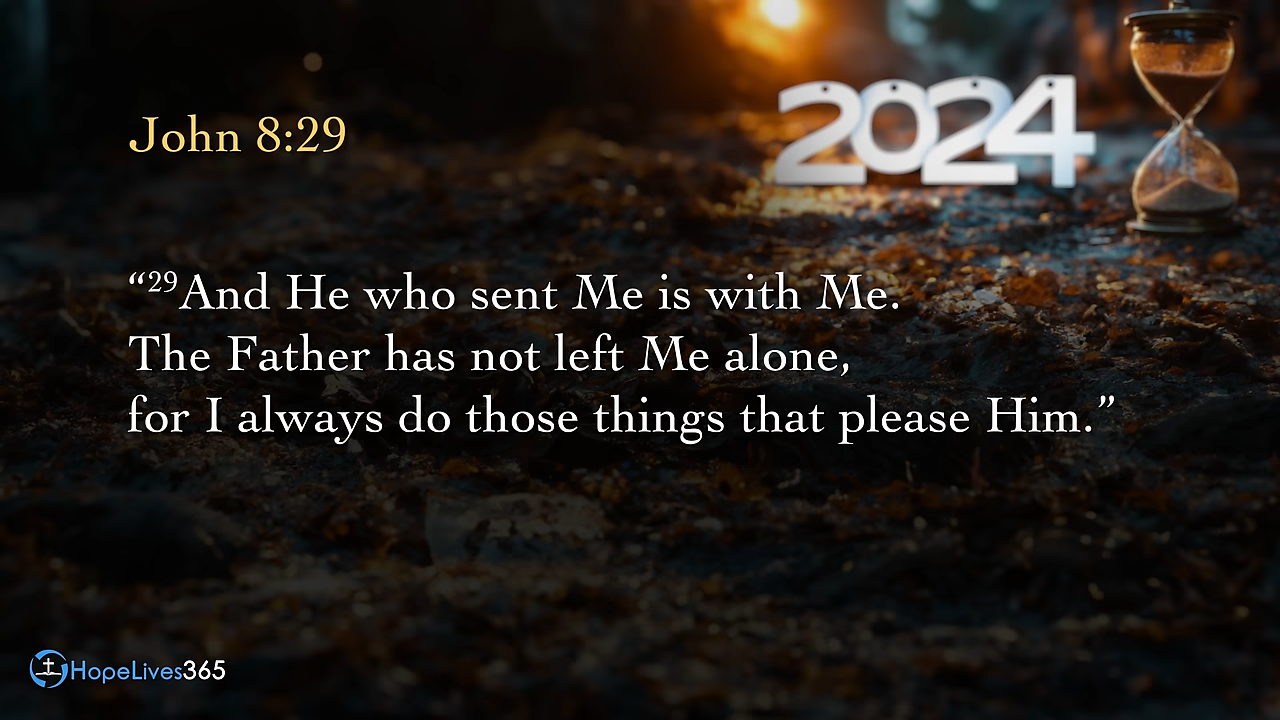 2024
John 8:29
“²⁹And He who sent Me is with Me.
The Father has not left Me alone,
for I always do those things that please Him.”
HopeLives365